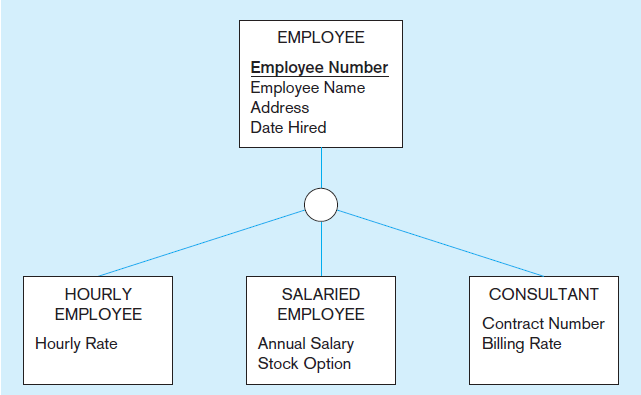 EMPLOYEE
Employee Number
Employee Name
Address
Date Hired
HOURLY
EMPLOYEE
Hourly Rate
SALARIED
EMPLOYEE
Annual Salary
Stock Option
CONSULTANT
Contract Number
Billing Rate